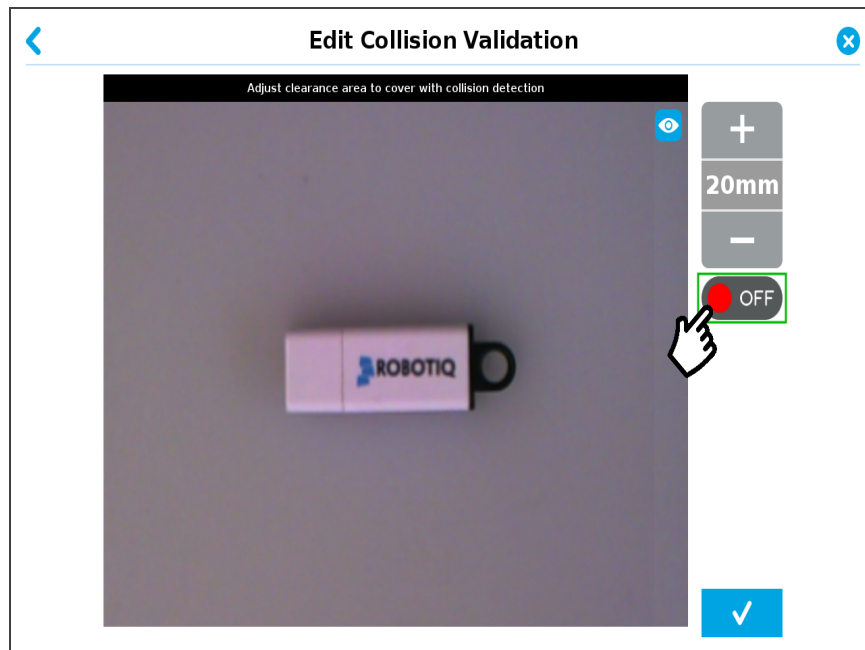 Edit Collision Validation
Adjust clearance area to cover with collision detection
+
20mm
−
OFF
ROBOTIQ